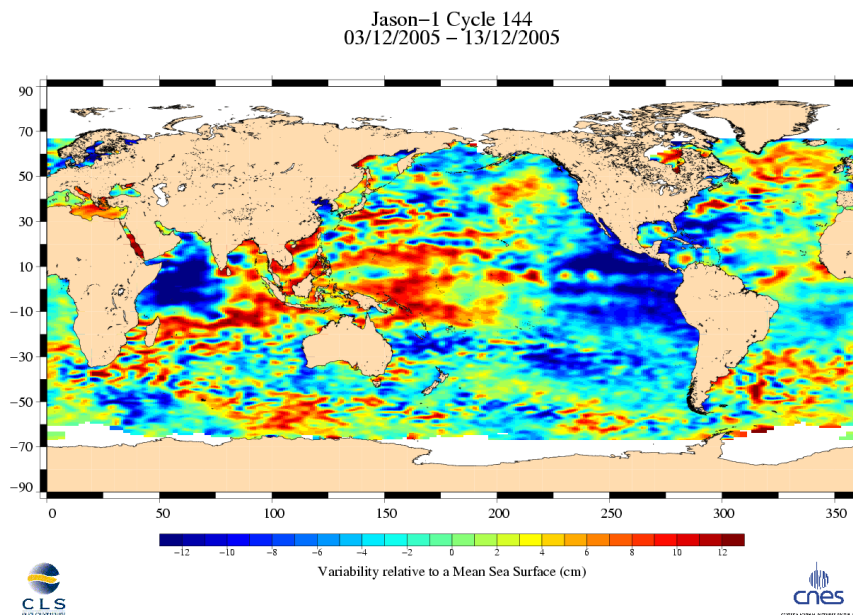 Jason−1 Cycle 144
03/12/2005 − 13/12/2005
90
70
50
30
10
−10
−30
−50
−70
−90
0 50 100 150 200 250 300 350
−12 −10 −8 −6 −4 −2 0 2 4 6 8 10 12
Variability relative to a Mean Sea Surface (cm)
CLS
cnes